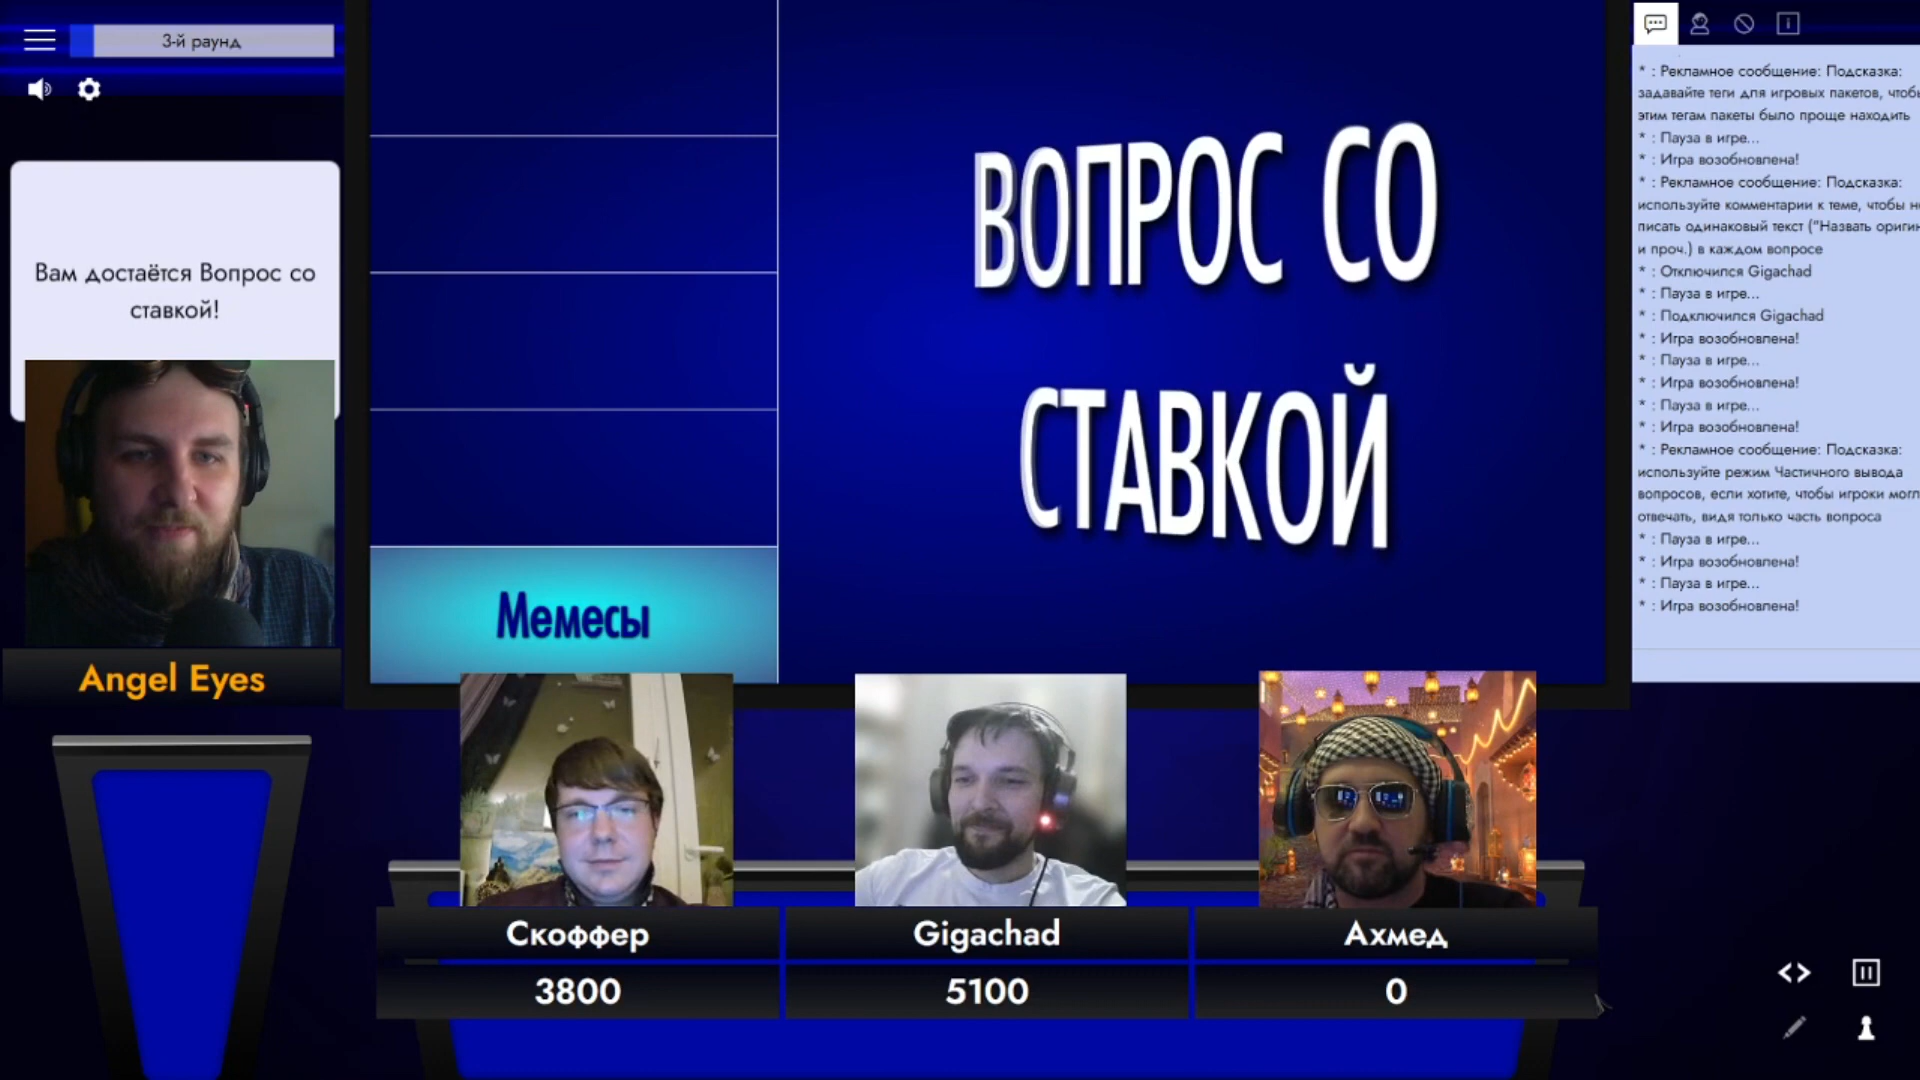 3-й раунд
Вам достаётся Вопрос со
ставкой!
Angel Eyes
ВОПРОС СО
СТАВКОЙ
Мемесы
Скоффер
3800
Gigachad
5100
Ахмед
0
* : Рекламное сообщение: Подсказка:
задавайте теги для игровых пакетов,
этим тегам пакеты было проще находить
* : Пауза в игре...
* : Игра возобновлена!
* : Рекламное сообщение: Подсказка:
используйте комментарии к теме, чтобы
писать одинаковый текст ("Назвать
и проч.) в каждом вопросе
* : Отключился Gigachad
* : Пауза в игре...
* : Подключился Gigachad
* : Игра возобновлена!
* : Пауза в игре...
* : Игра возобновлена!
* : Пауза в игре...
* : Игра возобновлена!
* : Рекламное сообщение: Подсказка:
используйте режим Частичного вывода
вопросов, если хотите, чтобы игроки
отвечать, видя только часть вопроса
* : Пауза в игре...
* : Игра возобновлена!
* : Пауза в игре...
* : Игра возобновлена!